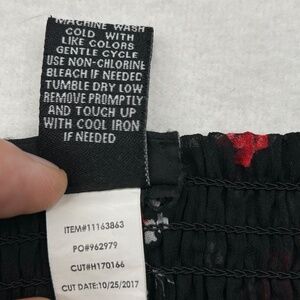 MACHINE WASH
COLD WITH
LIKE COLORS
GENTLE CYCLE
USE NON-CHLORINE
BLEACH IF NEEDED
TUMBLE DRY LOW
REMOVE PROMPTLY
AND TOUCH UP
WITH COOL IRON
IF NEEDED
ITEM#11163863
PO#962979
CUT#H170166
CUT DATE:10/25/2017